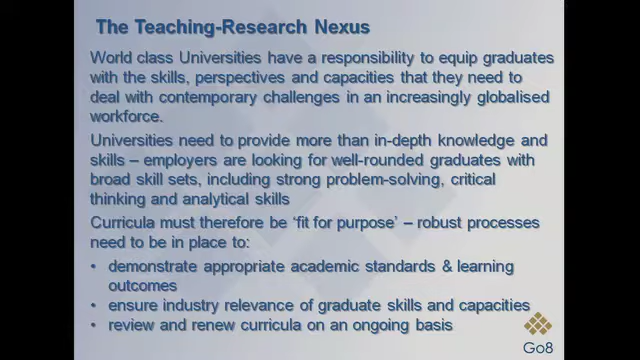 The Teaching-Research Nexus
World class Universities have a responsibility to equip graduates
with the skills, perspectives and capacities that they need to
deal with contemporary challenges in an increasingly globalised
workforce.
Universities need to provide more than in-depth knowledge and
skills – employers are looking for well-rounded graduates with
broad skill sets, including strong problem-solving, critical
thinking and analytical skills
Curricula must therefore be 'fit for purpose' – robust processes
need to be in place to:
• demonstrate appropriate academic standards & learning
outcomes
• ensure industry relevance of graduate skills and capacities
• review and renew curricula on an ongoing basis
Go8